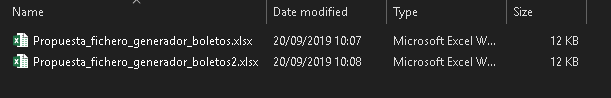 Name Date modified Type Size
Propuesta_fichero_generador_boletos.xlsx 20/09/2019 10:07 Microsoft Excel W... 12 KB
Propuesta_fichero_generador_boletos2.xlsx 20/09/2019 10:08 Microsoft Excel W... 12 KB